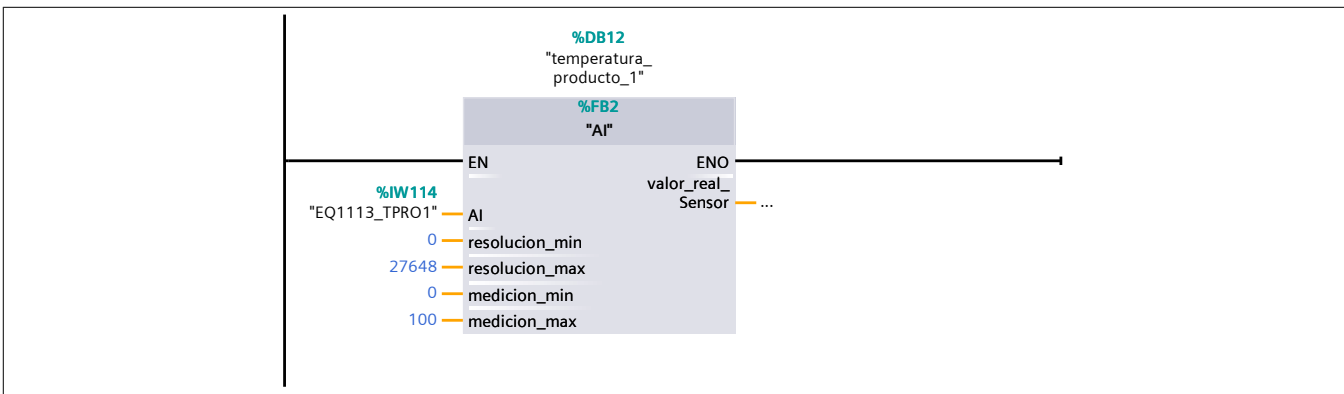 %DB12
"temperatura_
producto_1"
%FB2
"AI"
EN
ENO
%IW114
valor_real_
Sensor
...
"EQ1113_TPRO1"
AI
0
resolucion_min
27648
resolucion_max
0
medicion_min
100
medicion_max